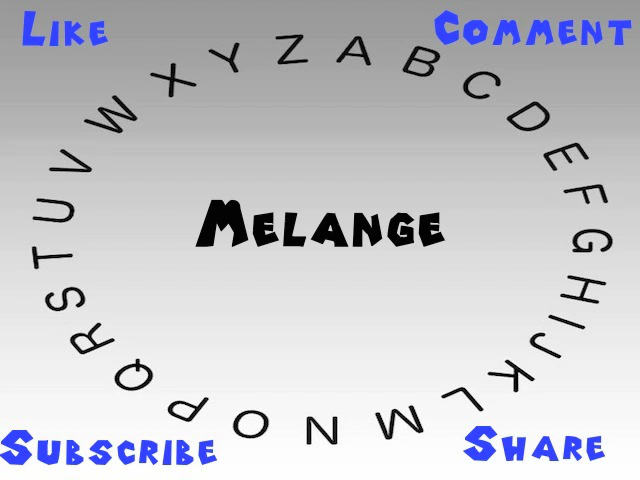 Like
Comment
A B C D E F G H I J K L M N O P Q R S T U V W X Y Z
Melange
Subscribe
Share